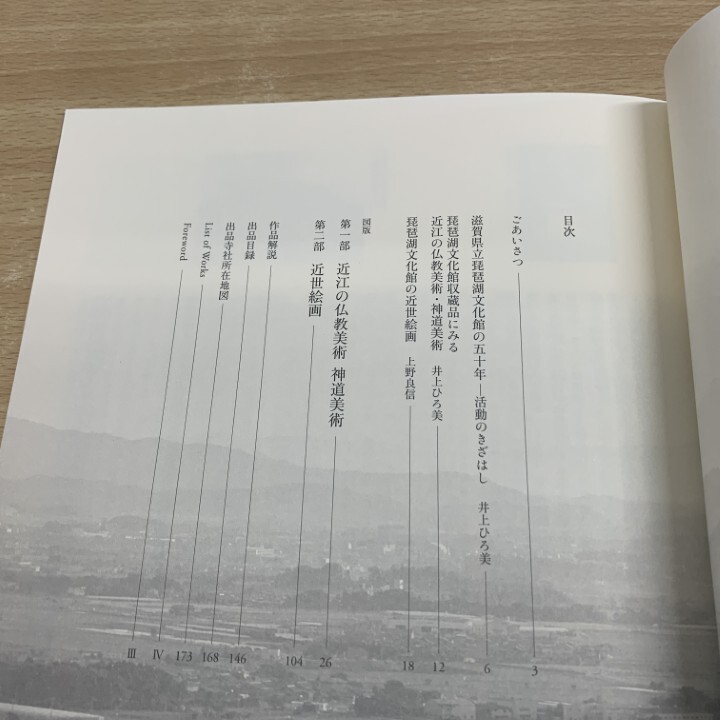 目次
ごあいさつ 3
滋賀県立琵琶湖文化館の五十年―活動のきざはし 井上ひろ美 6
琵琶湖文化館収蔵品にみる
近江の仏教美術・神道美術 井上ひろ美 12
琵琶湖文化館の近世絵画 上野良信 18
図版
第一部 近江の仏教美術 神道美術 26
第二部 近世絵画 104
作品解説 146
出品目録 168
出品寺社所在地図 173
List of Works Ⅳ
Foreword Ⅲ